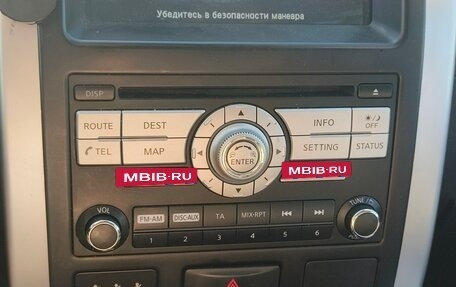 Убедитесь в безопасности маневра
DISP
ROUTE DEST INFO OFF
TEL MAP ENTER SETTING STATUS
MBIB.RU MBIB.RU
VOL FM-AM DISC·AUX TA MIX·RPT TUNE
1 2 3 4 5 6